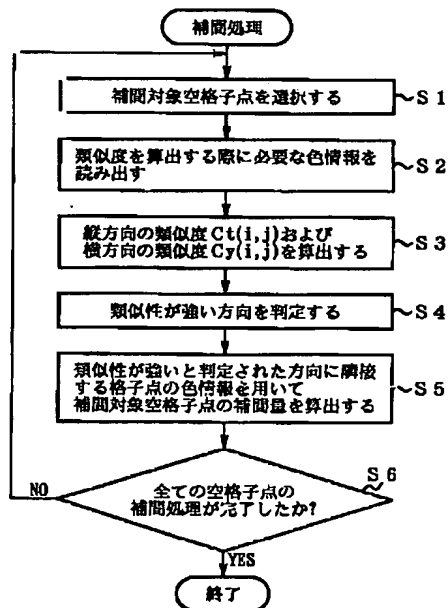 補間処理
補間対象空格子点を選択する
S1
類似度を算出する際に必要な色情報を
読み出す
S2
縦方向の類似度 Ct(i,j)および
横方向の類似度 Cy(i,j)を算出する
S3
類似性が強い方向を判定する
S4
類似性が強いと判定された方向に隣接
する格子点の色情報を用いて
補間対象空格子点の補間量を算出する
S5
全ての空格子点の
補間処理が完了したか?
S6
NO
YES
終了